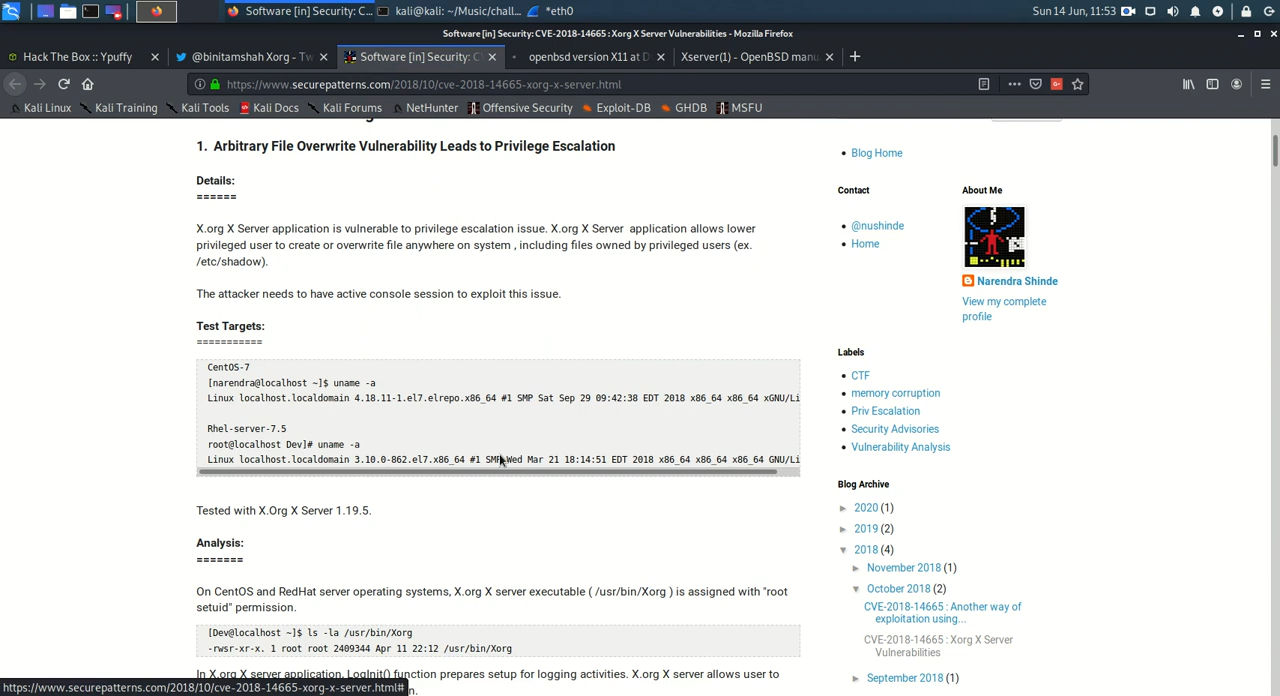 Software [in] Security: C...
kali@kali: ~/Music/chall...
*eth0
Sun 14 Jun, 11:53
Software [in] Security: CVE-2018-14665 : Xorg X Server Vulnerabilities - Mozilla Firefox
Hack The Box :: Ypuffy
@binitamshah Xorg - Tw
Software [in] Security: C
openbsd version X11 at D
Xserver(1) - OpenBSD manu
https://www.securepatterns.com/2018/10/cve-2018-14665-xorg-x-server.html
Kali Linux
Kali Training
Kali Tools
Kali Docs
Kali Forums
NetHunter
Offensive Security
Exploit-DB
GHDB
MSFU
1. Arbitrary File Overwrite Vulnerability Leads to Privilege Escalation
Details:
======
X.org X Server application is vulnerable to privilege escalation issue. X.org X Server application allows lower
privileged user to create or overwrite file anywhere on system , including files owned by privileged users (ex.
/etc/shadow).
The attacker needs to have active console session to exploit this issue.
Test Targets:
===========
CentOS-7
[narendra@localhost ~]$ uname -a
Linux localhost.localdomain 4.18.11-1.el7.elrepo.x86_64 #1 SMP Sat Sep 29 09:42:38 EDT 2018 x86_64 x86_64 xGNU/Li
Rhel-server-7.5
root@localhost Dev]# uname -a
Linux localhost.localdomain 3.10.0-862.el7.x86_64 #1 SMP Wed Mar 21 18:14:51 EDT 2018 x86_64 x86_64 x86_64 GNU/Li
Tested with X.Org X Server 1.19.5.
Analysis:
=======
On CentOS and RedHat server operating systems, X.org X server executable ( /usr/bin/Xorg ) is assigned with "root
setuid" permission.
[Dev@localhost ~]$ ls -la /usr/bin/Xorg
-rwsr-xr-x. 1 root root 2409344 Apr 11 22:12 /usr/bin/Xorg
In X.org X server application, LogInit() function prepares setup for logging activities. X.org X server allows user to
https://www.securepatterns.com/2018/10/cve-2018-14665-xorg-x-server.html#
Blog Home
Contact
@nushinde
Home
About Me
Narendra Shinde
View my complete
profile
Labels
CTF
memory corruption
Priv Escalation
Security Advisories
Vulnerability Analysis
Blog Archive
► 2020 (1)
► 2019 (2)
▼ 2018 (4)
► November 2018 (1)
▼ October 2018 (2)
CVE-2018-14665 : Another way of
exploitation using...
CVE-2018-14665 : Xorg X Server
Vulnerabilities
► September 2018 (1)